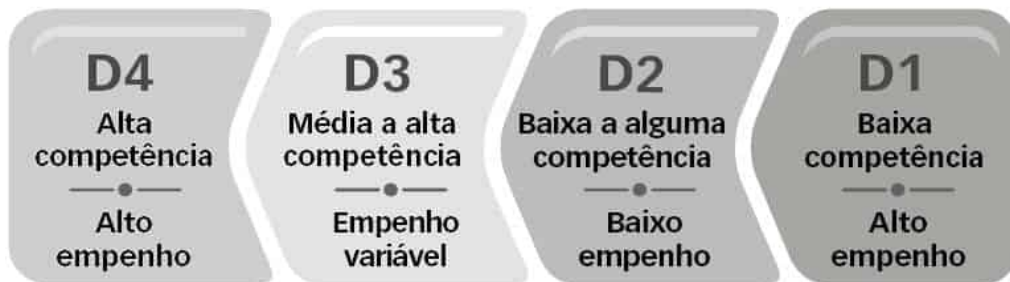 D4
Alta
competência
Alto
empenho
D3
Média a alta
competência
Empenho
variável
D2
Baixa a alguma
competência
Baixo
empenho
D1
Baixa
competência
Alto
empenho